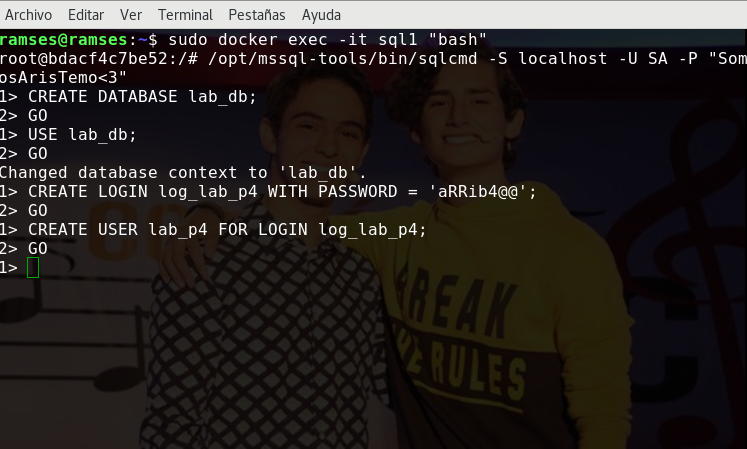 Archivo Editar Ver Terminal Pestañas Ayuda
ramses@ramses:~$ sudo docker exec -it sql1 "bash"
root@bdacf4c7be52:/# /opt/mssql-tools/bin/sqlcmd -S localhost -U SA -P "Som
osArisTemo<3"
1> CREATE DATABASE lab_db;
2> GO
1> USE lab_db;
2> GO
Changed database context to 'lab_db'.
1> CREATE LOGIN log_lab_p4 WITH PASSWORD = 'aRRib4@@';
2> GO
1> CREATE USER lab_p4 FOR LOGIN log_lab_p4;
2> GO
1>
BREAK
RULES